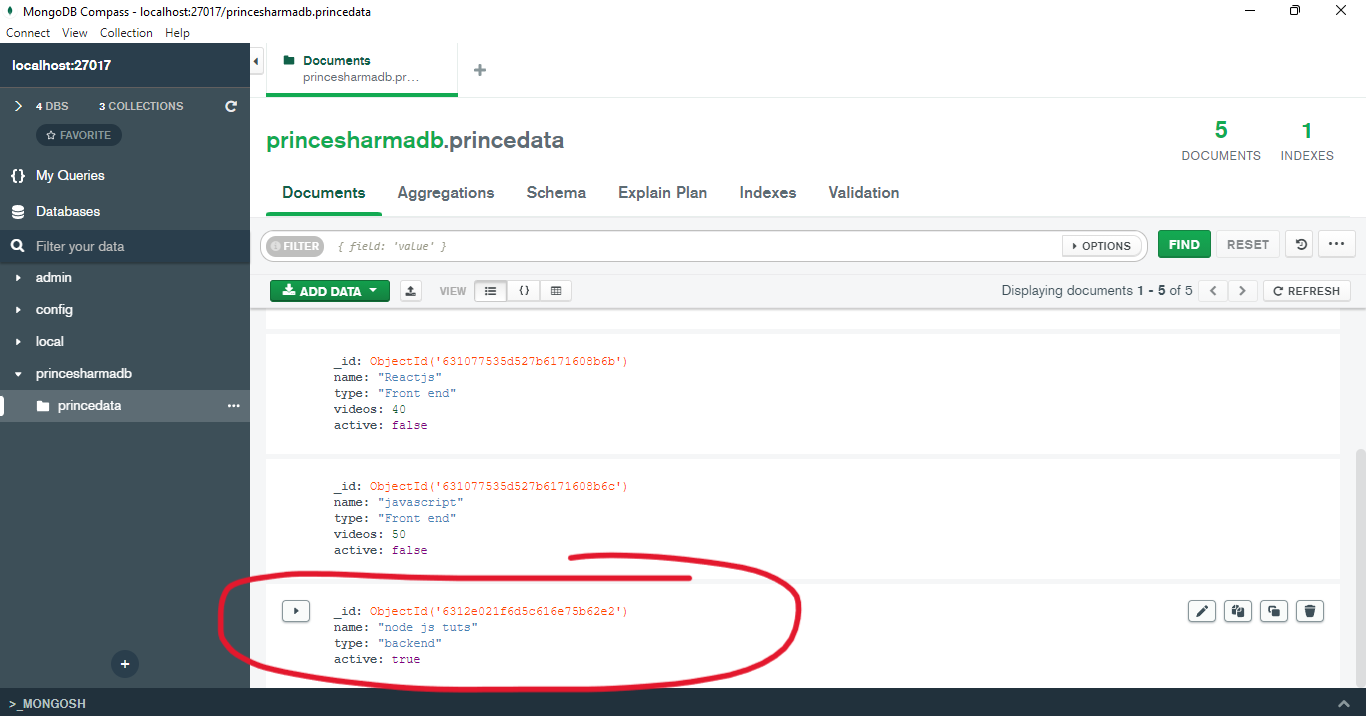 MongoDB Compass - localhost:27017/princesharmadb.princedata
Connect View Collection Help
localhost:27017
4 DBS 3 COLLECTIONS
FAVORITE
{} My Queries
Databases
Filter your data
admin
config
local
princesharmadb
princedata
Documents
princesharmadb.pr...
princesharmadb.princedata
5 DOCUMENTS
1 INDEXES
Documents Aggregations Schema Explain Plan Indexes Validation
FILTER { field: 'value' } OPTIONS FIND RESET
ADD DATA VIEW {} Displaying documents 1 - 5 of 5 REFRESH
_id: ObjectId('631077535d527b6171608b6b')
name: "Reactjs"
type: "Front end"
videos: 40
active: false
_id: ObjectId('631077535d527b6171608b6c')
name: "javascript"
type: "Front end"
videos: 50
active: false
_id: ObjectId('6312e021f6d5c616e75b62e2')
name: "node js tuts"
type: "backend"
active: true
>_MONGOSH